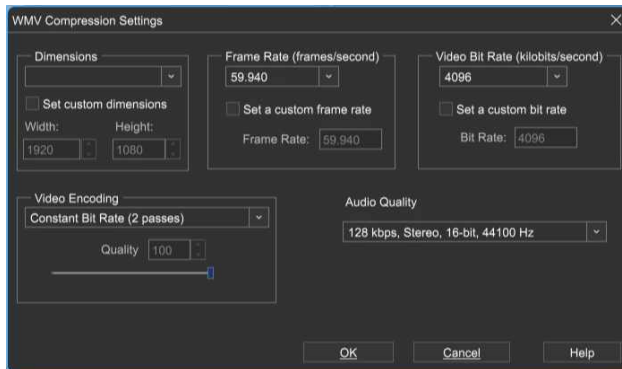 WMV Compression Settings
Dimensions
Set custom dimensions
Width: Height:
1920 1080
Frame Rate (frames/second)
59.940
Set a custom frame rate
Frame Rate: 59.940
Video Bit Rate (kilobits/second)
4096
Set a custom bit rate
Bit Rate: 4096
Video Encoding
Constant Bit Rate (2 passes)
Quality 100
Audio Quality
128 kbps, Stereo, 16-bit, 44100 Hz
OK Cancel Help